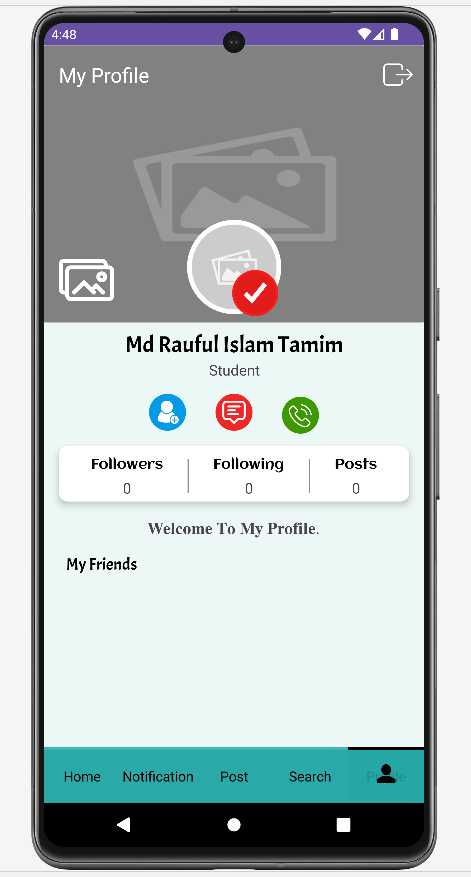 4:48
My Profile
Md Rauful Islam Tamim
Student
Followers Following Posts
0 0 0
Welcome To My Profile.
My Friends
Home Notification Post Search Profile